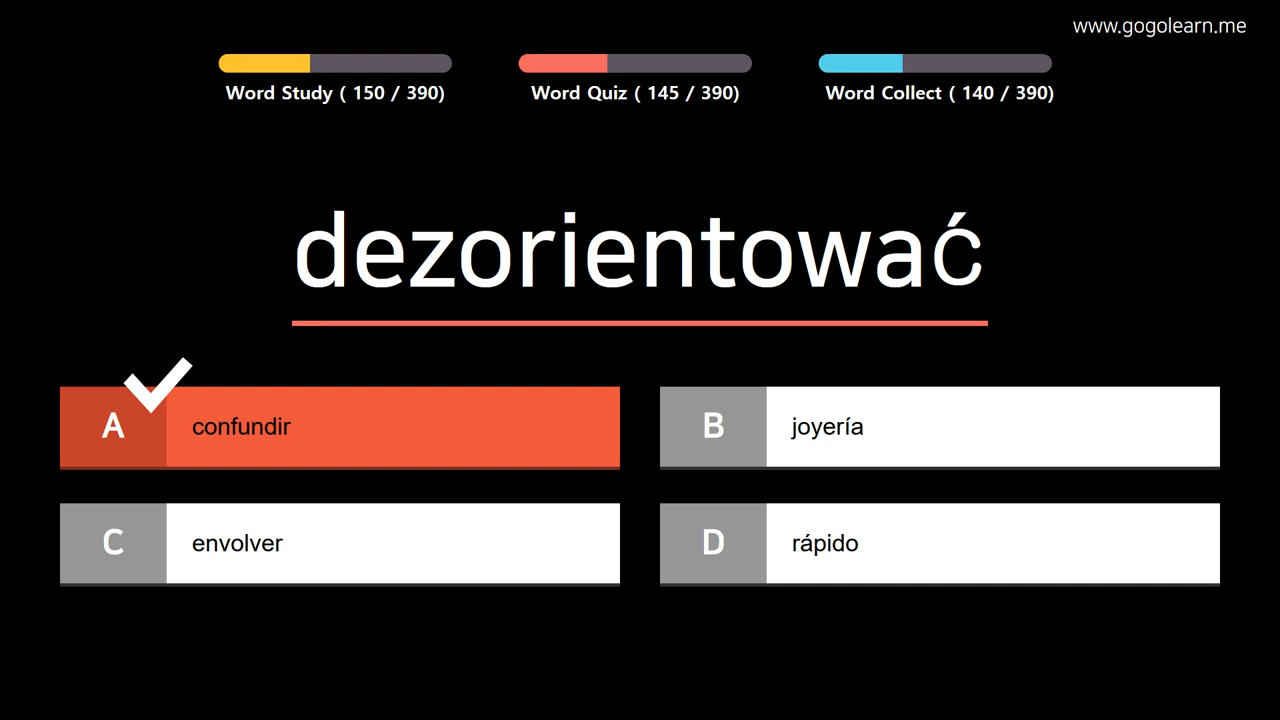 www.gogolearn.me
Word Study ( 150 / 390)
Word Quiz ( 145 / 390)
Word Collect ( 140 / 390)
dezorientować
A confundir
B joyería
C envolver
D rápido